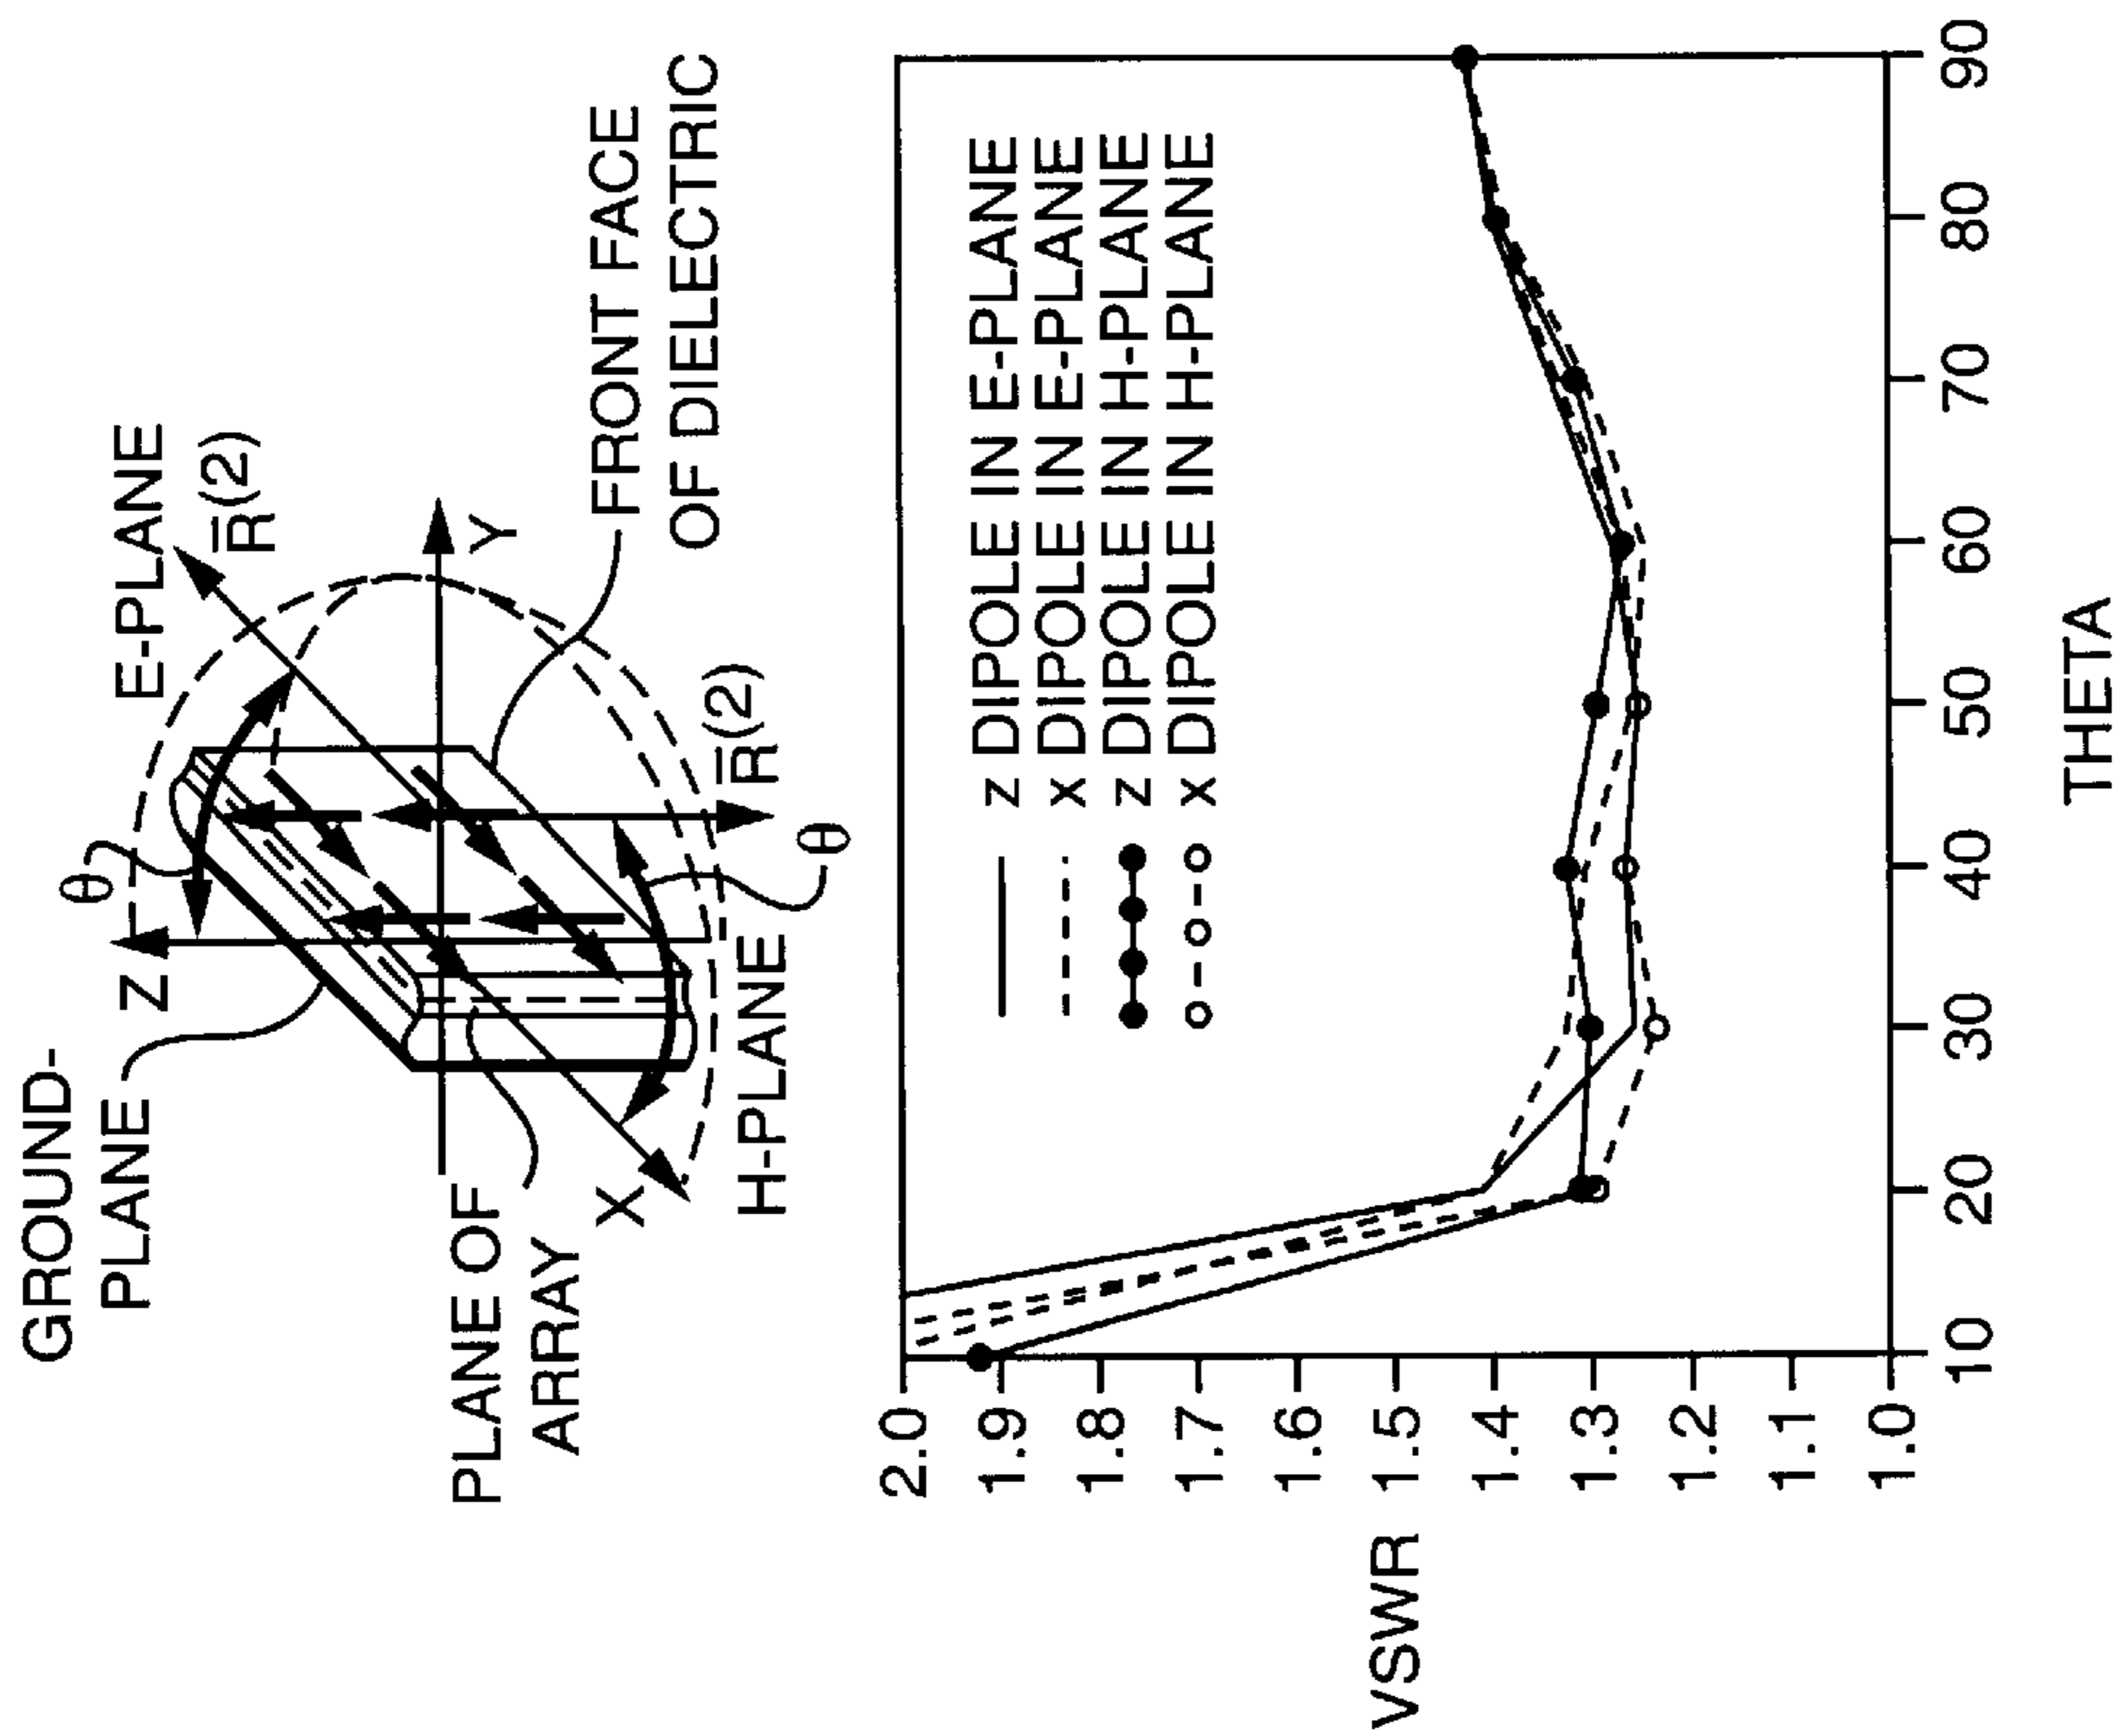 GROUND-
PLANE
Z
θ
E-PLANE
R̅(2)
Y
FRONT FACE
OF DIELECTRIC
PLANE OF
ARRAY
X
H-PLANE
R̅(2)
θ
z DIPOLE IN E-PLANE
x DIPOLE IN E-PLANE
z DIPOLE IN H-PLANE
x DIPOLE IN H-PLANE
VSWR
2.0
1.9
1.8
1.7
1.6
1.5
1.4
1.3
1.2
1.1
1.0
10 20 30 40 50 60 70 80 90
THETA